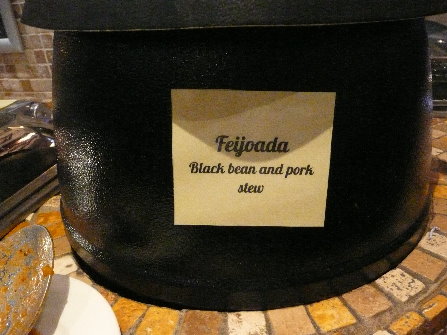 Feijoada
Black bean and pork
stew